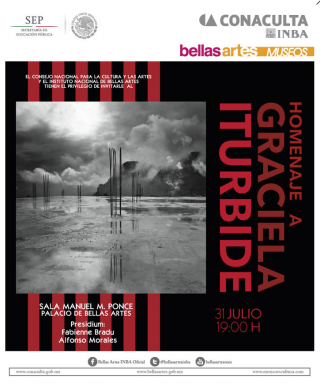 SEP
SECRETARÍA DE
EDUCACIÓN PÚBLICA
CONACULTA
INBA
bellasartes MUSEOS
EL CONSEJO NACIONAL PARA LA CULTURA Y LAS ARTES
Y EL INSTITUTO NACIONAL DE BELLAS ARTES
TIENEN EL PRIVILEGIO DE INVITARLE AL
HOMENAJE A
GRACIELA
ITURBIDE
31 JULIO
19:00 H
SALA MANUEL M. PONCE
PALACIO DE BELLAS ARTES
Presidium:
Fabienne Bradu
Alfonso Morales
Bellas Artes INBA Oficial
@bellasartesinba
bellasartesmex
www.conaculta.gob.mx
www.bellasartes.gob.mx